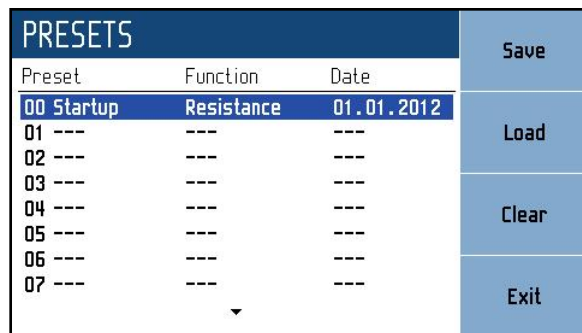 PRESETS
Preset Function Date
00 Startup Resistance 01.01.2012
01 --- --- ---
02 --- --- ---
03 --- --- ---
04 --- --- ---
05 --- --- ---
06 --- --- ---
07 --- --- ---
Save
Load
Clear
Exit